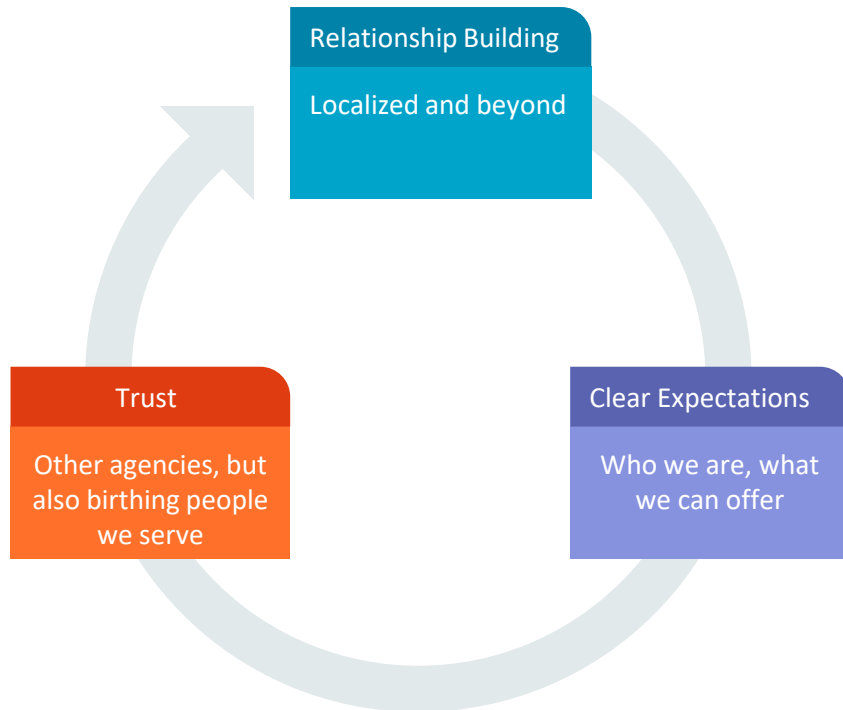 Relationship Building
Localized and beyond
Trust
Other agencies, but
also birthing people
we serve
Clear Expectations
Who we are, what
we can offer